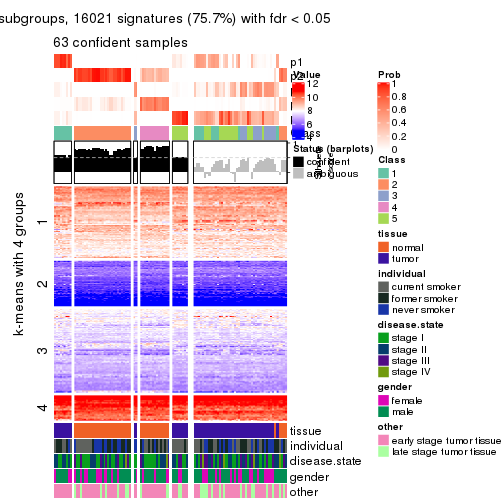 subgroups, 16021 signatures (75.7%) with fdr < 0.05
63 confident samples
p1
p2
Value
12
10
8
6
4
Class
Status (barplots)
confident
ambiguous
Prob
1
0.8
0.6
0.4
0.2
0
Class
1
2
3
4
5
tissue
normal
tumor
individual
current smoker
former smoker
never smoker
disease.state
stage I
stage II
stage III
stage IV
gender
female
male
other
early stage tumor tissue
late stage tumor tissue
k-means with 4 groups
1
2
3
4
tissue
individual
disease.state
gender
other